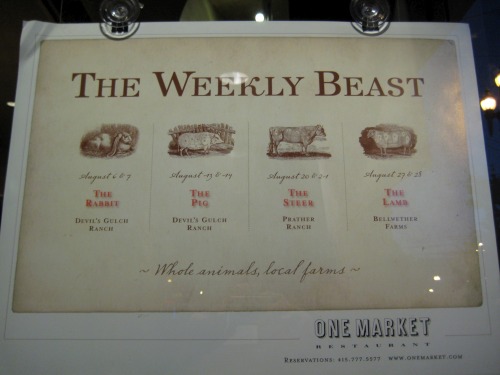 THE WEEKLY BEAST
August 6 & 7
THE
RABBIT
DEVIL'S GULCH
RANCH
August 13 & 14
THE
PIG
DEVIL'S GULCH
RANCH
August 20 & 21
THE
STEER
PRATHER
RANCH
August 27 & 28
THE
LAMB
BELLWETHER
FARMS
~ Whole animals, local farms ~
ONE MARKET
RESTAURANT
RESERVATIONS: 415.777.5577 WWW.ONEMARKET.COM